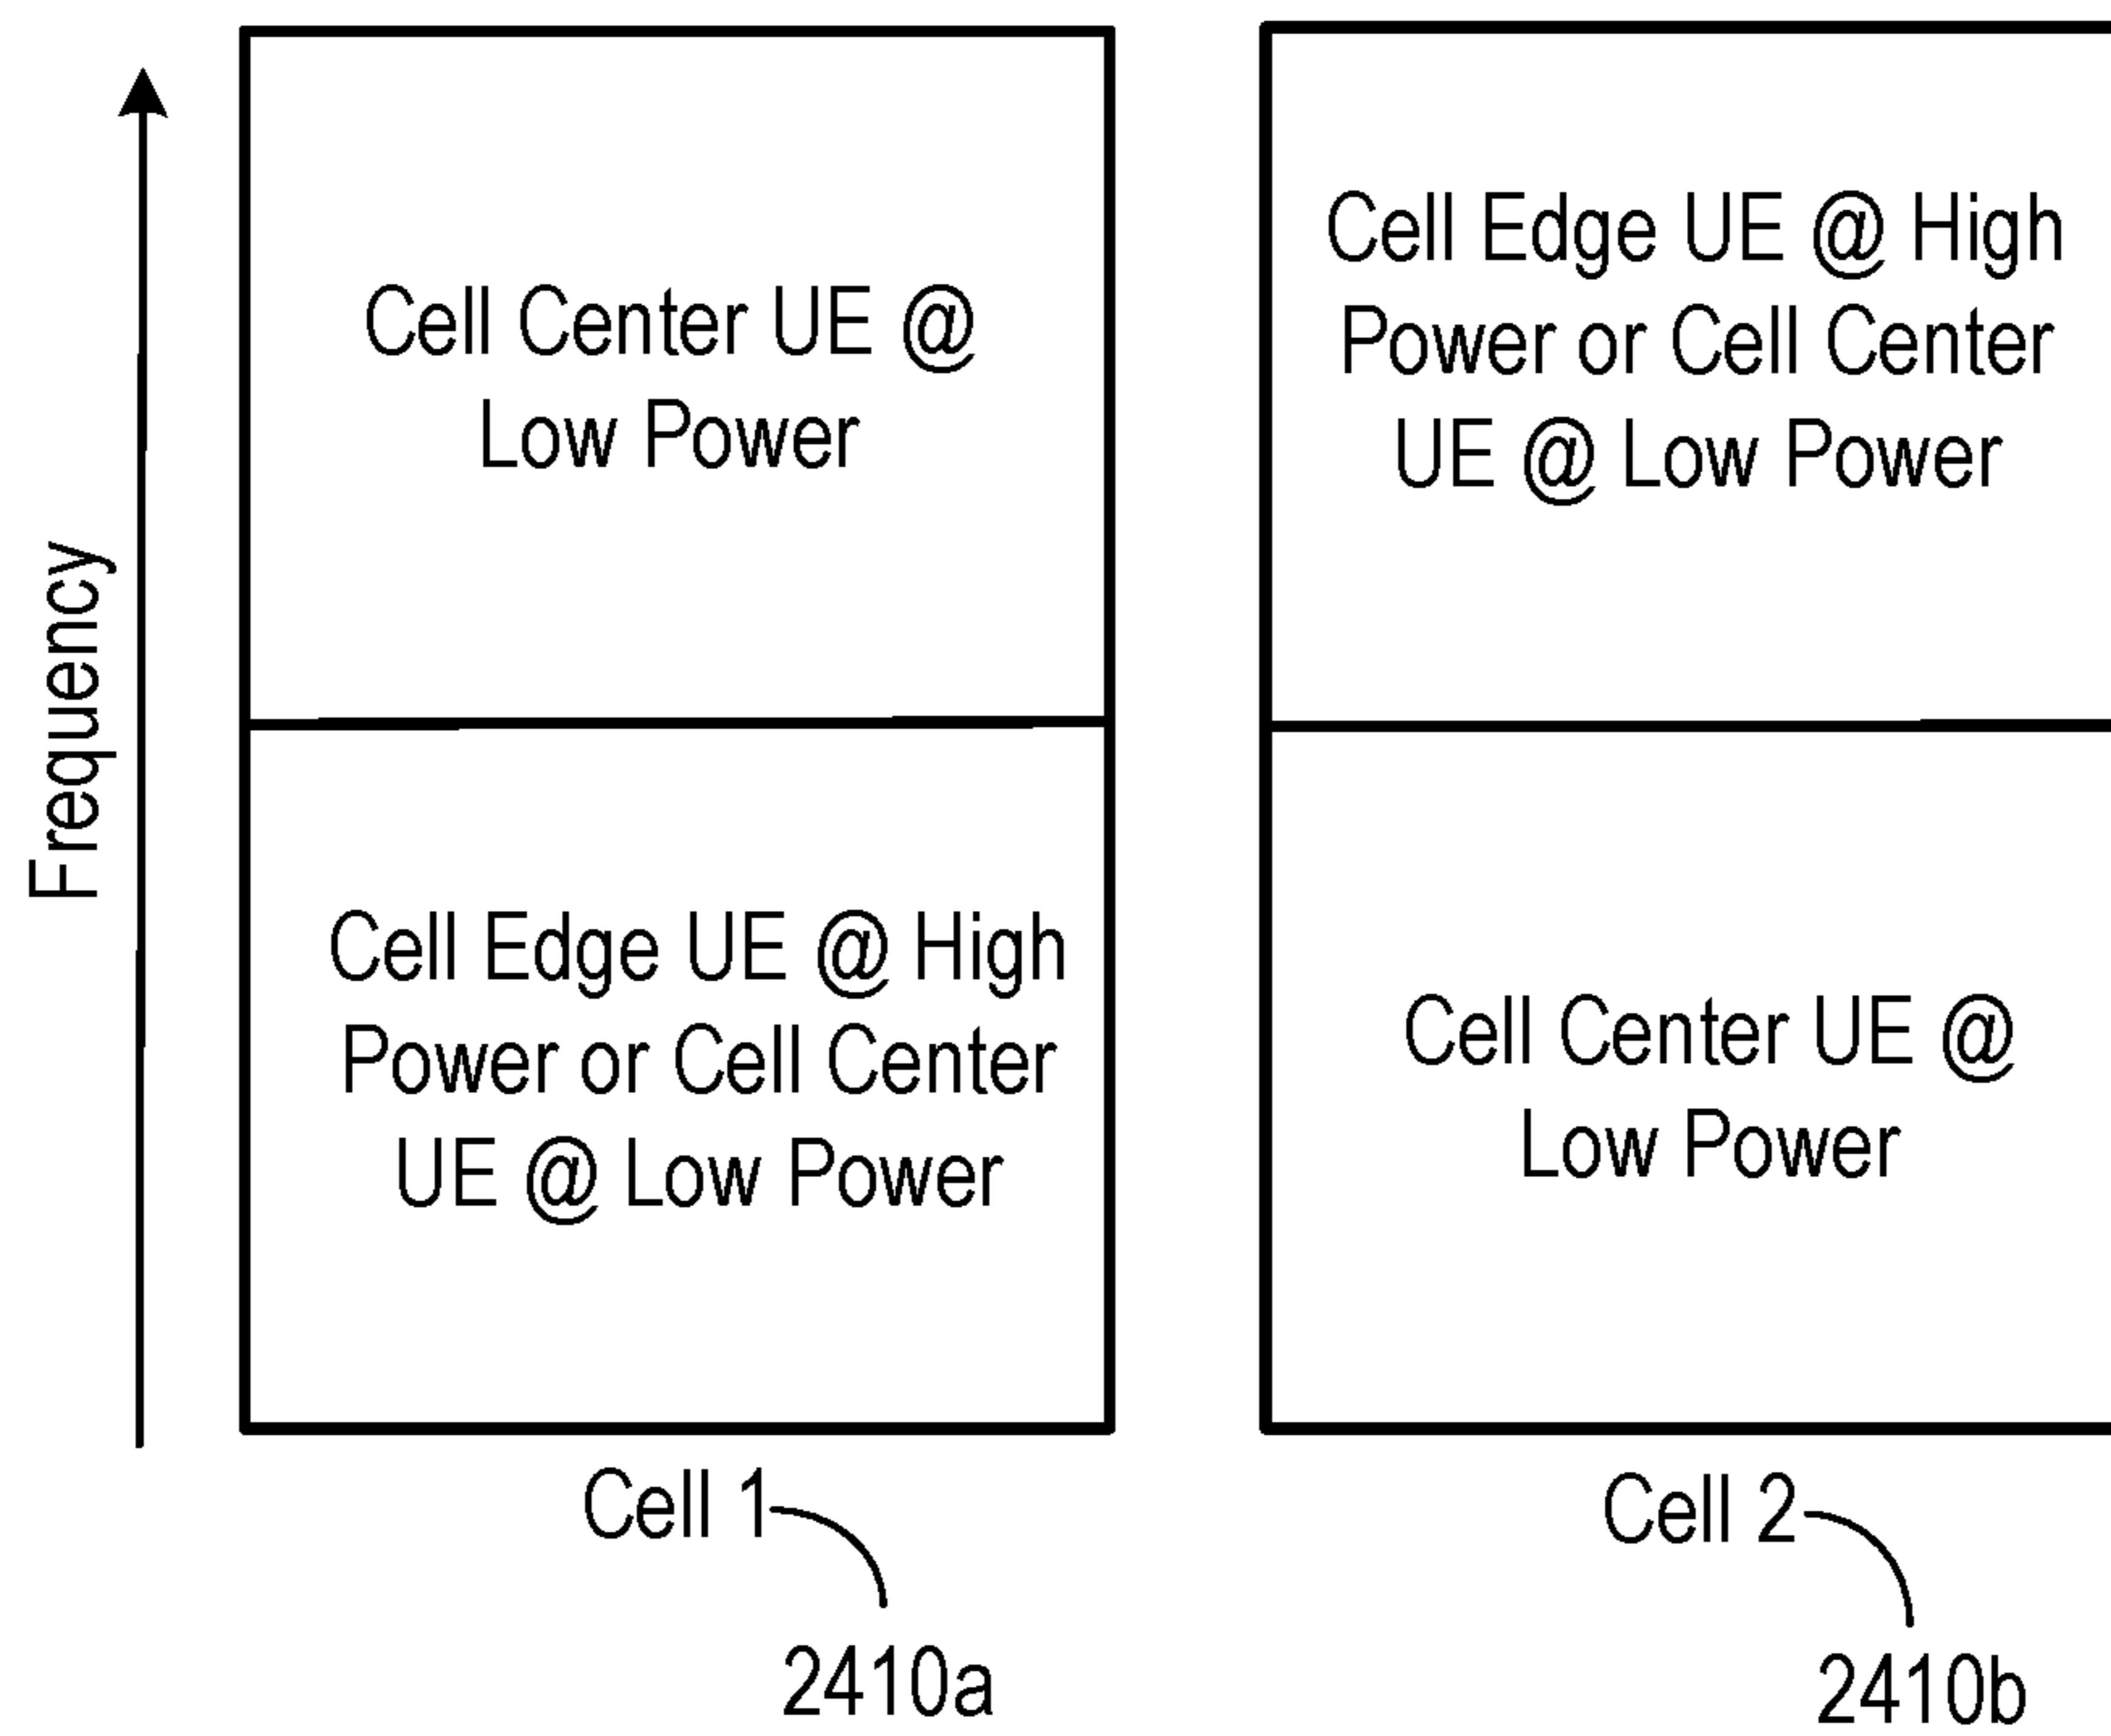 Frequency
Cell Center UE @
Low Power
Cell Edge UE @ High
Power or Cell Center
UE @ Low Power
Cell 1
2410a
Cell Edge UE @ High
Power or Cell Center
UE @ Low Power
Cell Center UE @
Low Power
Cell 2
2410b